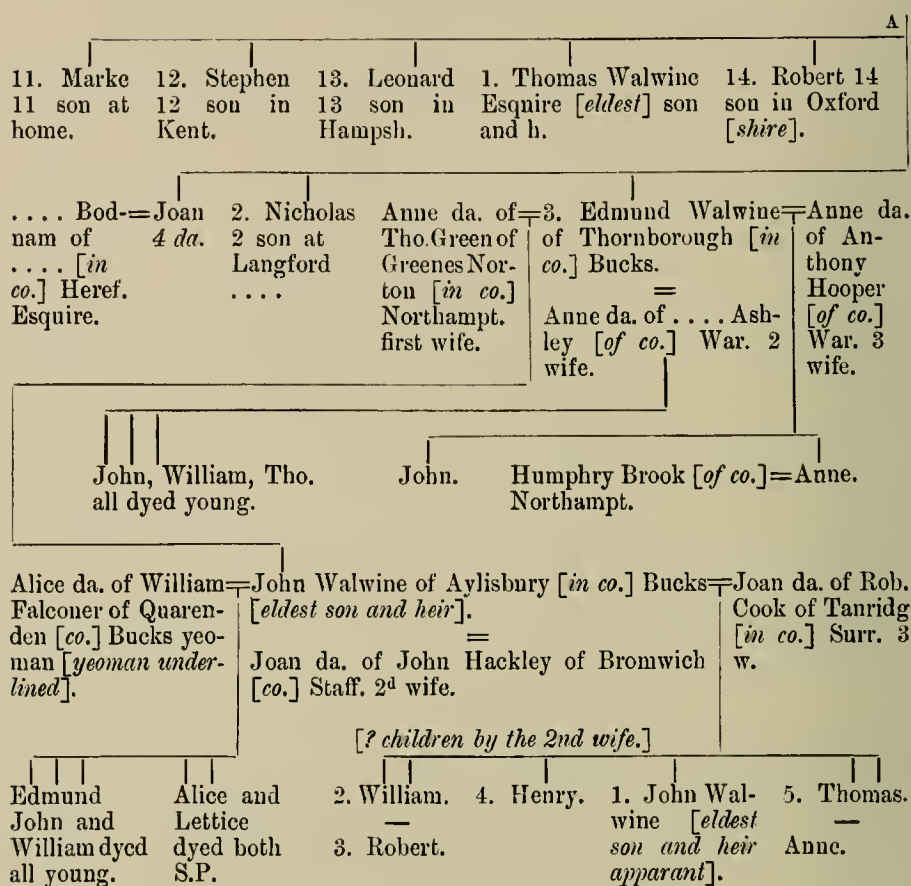 A
11. Marke
11 son at
home.
12. Stephen
12 son in
Kent.
13. Leonard
13 son in
Hampsh.
1. Thomas Walwine
Esquire [eldest] son
and h.
14. Robert 14
son in Oxford
[shire].
. . . . Bod-
nam of
. . . . [in
co.] Heref.
Esquire.
=Joan
4 da.
2. Nicholas
2 son at
Langford
. . . .
Anne da. of
Tho. Green of
Greenes Nor-
ton [in co.]
Northampt.
first wife.
=3. Edmund Walwine=
of Thornborough [in
co.] Bucks.
=
Anne da. of . . . . Ash-
ley [of co.] War. 2
wife.
Anne da.
of An-
thony
Hooper
[of co.]
War. 3
wife.
John, William, Tho.
all dyed young.
John.
Humphry Brook [of co.]=Anne.
Northampt.
Alice da. of William
Falconer of Quaren-
den [co.] Bucks yeo-
man [yeoman under-
lined].
=John Walwine of Aylisbury [in co.] Bucks=
[eldest son and heir].
=
Joan da. of John Hackley of Bromwich
[co.] Staff. 2d wife.
Joan da. of Rob.
Cook of Tanridg
[in co.] Surr. 3
w.
[? children by the 2nd wife.]
Edmund
John and
William dyed
all young.
Alice and
Lettice
dyed both
S.P.
2. William.
—
3. Robert.
4. Henry.
1. John Wal-
wine [eldest
son and heir
apparant].
5. Thomas.
—
Anne.